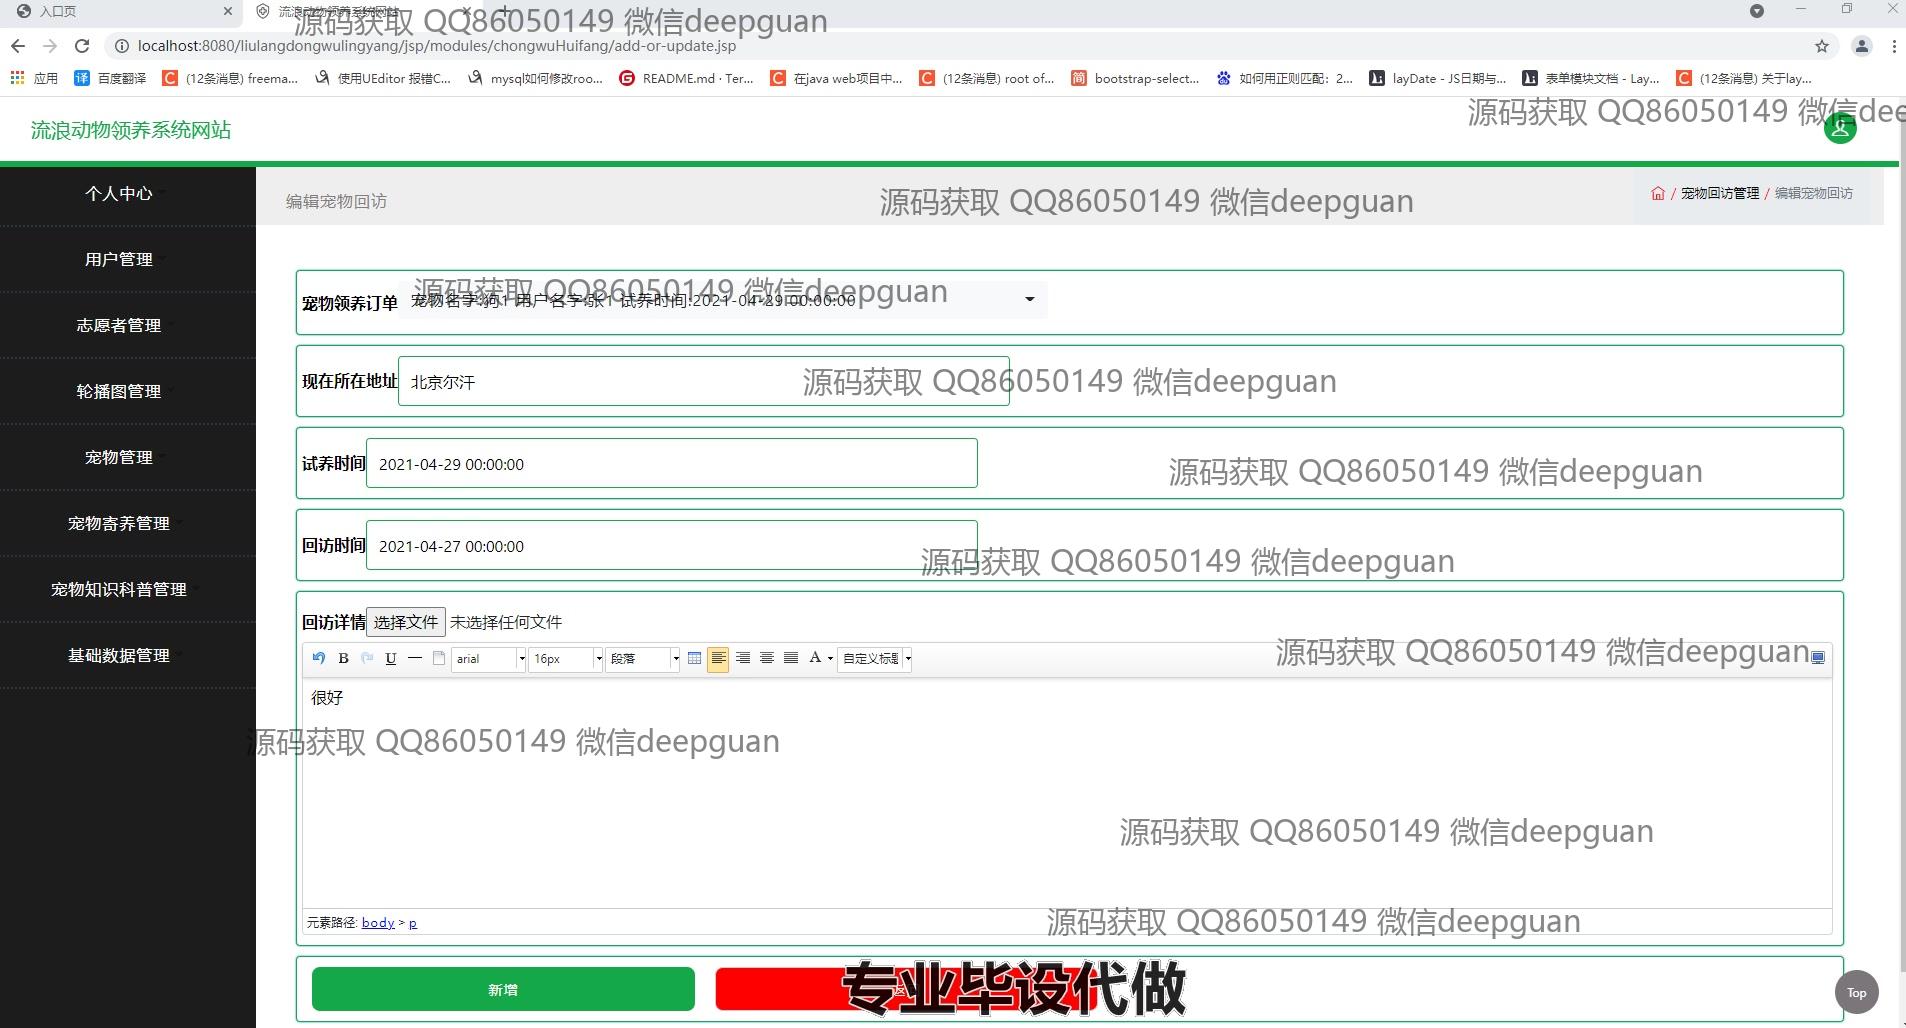 入口页
流浪动物领养系统网站
源码获取 QQ86050149 微信deepguan
localhost:8080/liulangdongwulingyang/jsp/modules/chongwuHuifang/add-or-update.jsp
应用 百度翻译 (12条消息) freema... 使用UEditor 报错C... mysql如何修改roo... README.md · Ter... 在java web项目中... (12条消息) root of... bootstrap-select... 如何用正则匹配：2... layDate - JS日期与... 表单模块文档 - Lay... (12条消息) 关于lay...
源码获取 QQ86050149 微信dee
流浪动物领养系统网站
个人中心
用户管理
志愿者管理
轮播图管理
宠物管理
宠物寄养管理
宠物知识科普管理
基础数据管理
编辑宠物回访
源码获取 QQ86050149 微信deepguan
/ 宠物回访管理 / 编辑宠物回访
源码获取 QQ86050149 微信deepguan
宠物领养订单 宠物名字:狗1 用户名字:张1 试养时间:2021-04-29 00:00:00
现在所在地址 北京尔汗
源码获取 QQ86050149 微信deepguan
试养时间 2021-04-29 00:00:00
源码获取 QQ86050149 微信deepguan
回访时间 2021-04-27 00:00:00
源码获取 QQ86050149 微信deepguan
回访详情 选择文件 未选择任何文件
源码获取 QQ86050149 微信deepguan
B U arial 16px 段落 A 自定义标题
很好
源码获取 QQ86050149 微信deepguan
源码获取 QQ86050149 微信deepguan
元素路径: body > p
源码获取 QQ86050149 微信deepguan
新增
专业毕设代做
Top